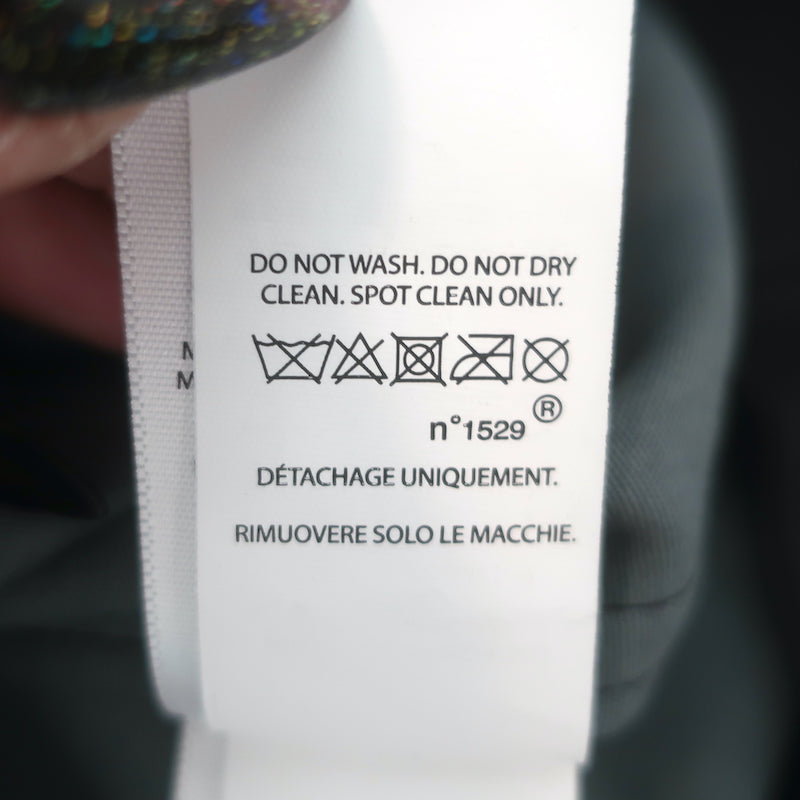 DO NOT WASH. DO NOT DRY
CLEAN. SPOT CLEAN ONLY.
n°1529®
DÉTACHAGE UNIQUEMENT.
RIMUOVERE SOLO LE MACCHIE.